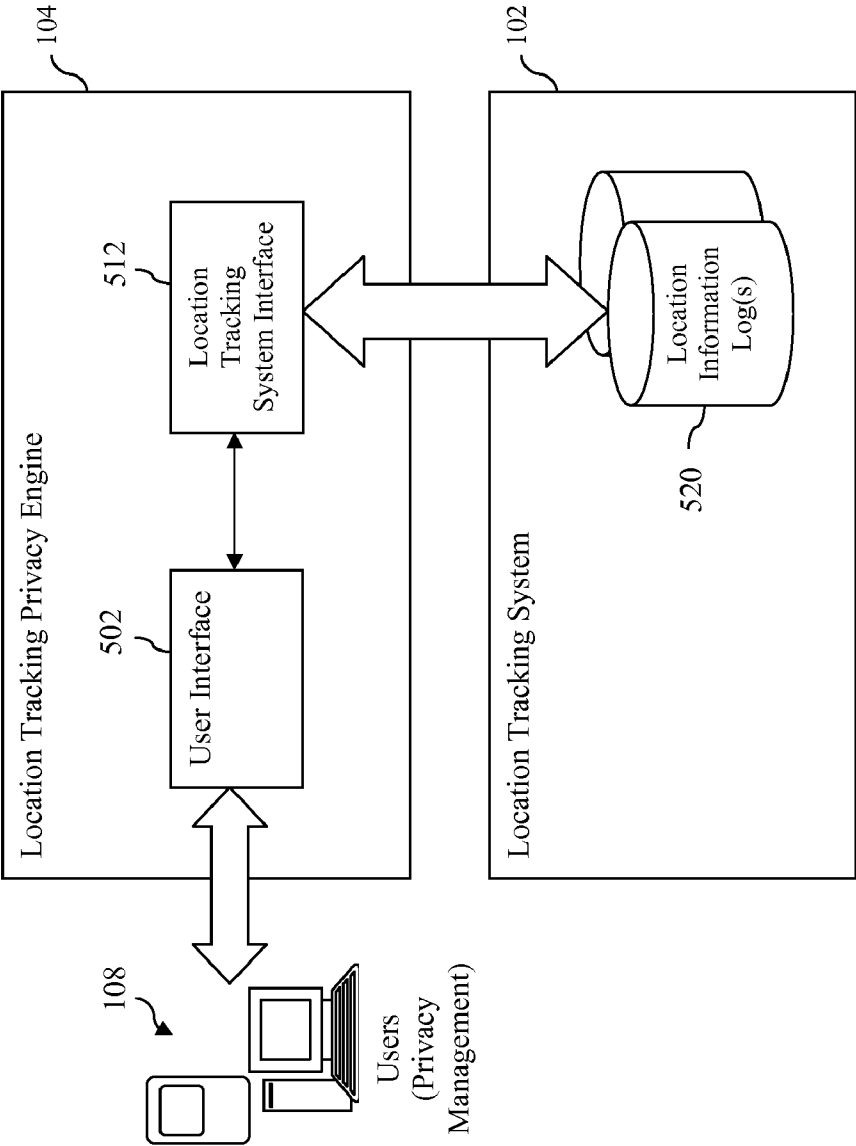 Location Tracking Privacy Engine
104
108
502
User Interface
512
Location
Tracking
System Interface
Users
(Privacy
Management)
Location Tracking System
102
520
Location
Information
Log(s)